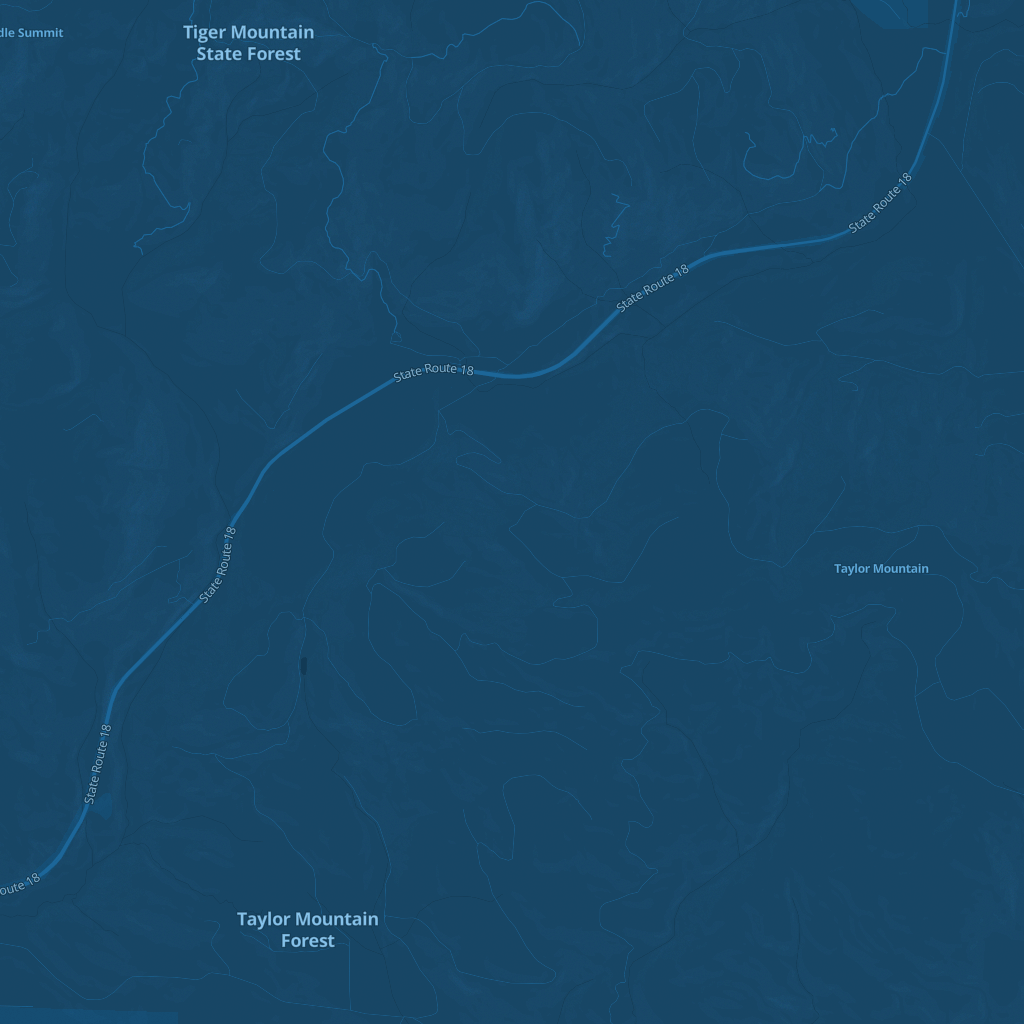 dle Summit
Tiger Mountain
State Forest
State Route 18
State Route 18
State Route 18
State Route 18
Taylor Mountain
State Route 18
oute 18
Taylor Mountain
Forest